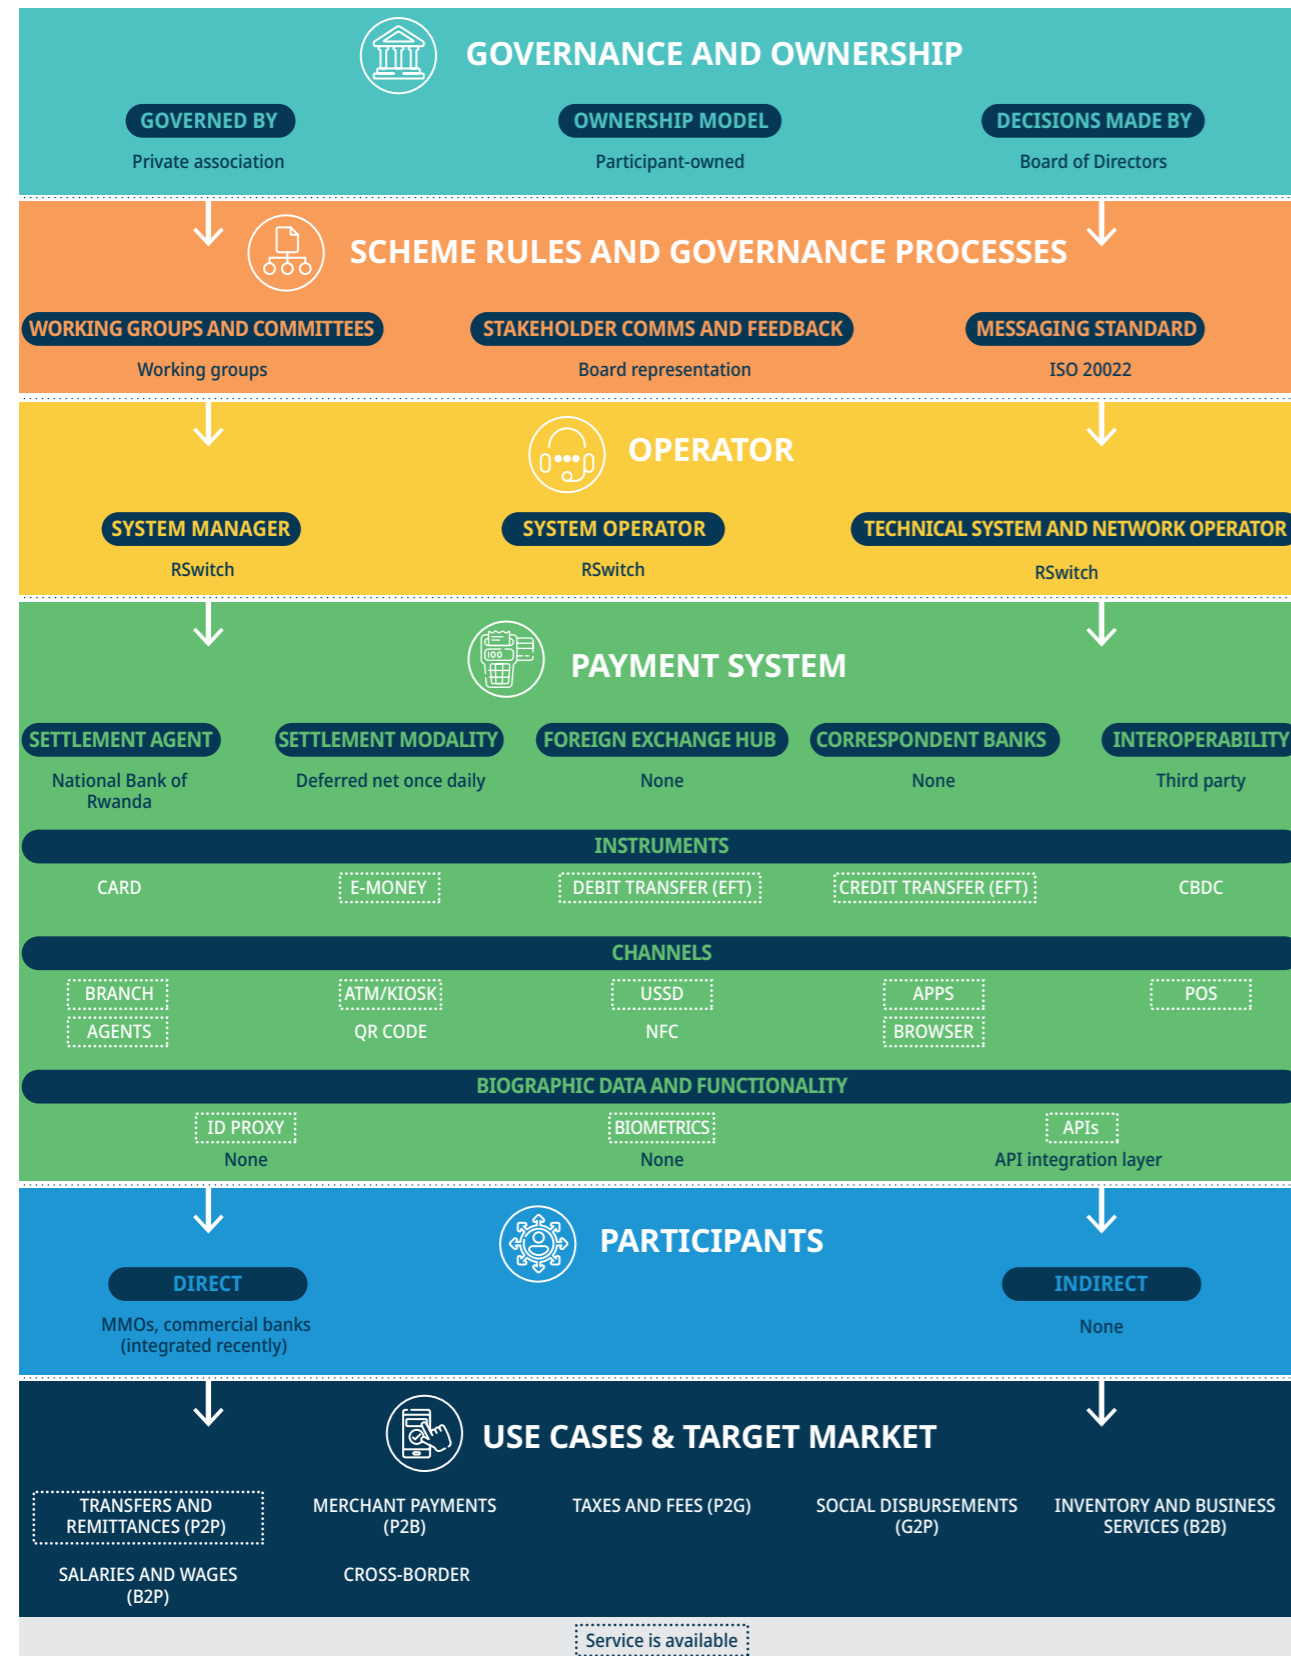 GOVERNANCE AND OWNERSHIP
GOVERNED BY
OWNERSHIP MODEL
DECISIONS MADE BY
Private association
Participant-owned
Board of Directors
SCHEME RULES AND GOVERNANCE PROCESSES
WORKING GROUPS AND COMMITTEES
STAKEHOLDER COMMS AND FEEDBACK
MESSAGING STANDARD
Working groups
Board representation
ISO 20022
OPERATOR
SYSTEM MANAGER
SYSTEM OPERATOR
TECHNICAL SYSTEM AND NETWORK OPERATOR
RSwitch
RSwitch
RSwitch
100
PAYMENT SYSTEM
SETTLEMENT AGENT
SETTLEMENT MODALITY
FOREIGN EXCHANGE HUB
CORRESPONDENT BANKS
INTEROPERABILITY
National Bank of
Rwanda
Deferred net once daily
None
None
Third party
INSTRUMENTS
CARD
E-MONEY
DEBIT TRANSFER (EFT)
CREDIT TRANSFER (EFT)
CBDC
CHANNELS
BRANCH
ATM/KIOSK
USSD
APPS
POS
AGENTS
QR CODE
NFC
BROWSER
BIOGRAPHIC DATA AND FUNCTIONALITY
ID PROXY
BIOMETRICS
APIs
None
None
API integration layer
PARTICIPANTS
DIRECT
INDIRECT
MMOs, commercial banks
(integrated recently)
None
USE CASES & TARGET MARKET
TRANSFERS AND
REMITTANCES (P2P)
MERCHANT PAYMENTS
(P2B)
TAXES AND FEES (P2G)
SOCIAL DISBURSEMENTS
(G2P)
INVENTORY AND BUSINESS
SERVICES (B2B)
SALARIES AND WAGES
(B2P)
CROSS-BORDER
Service is available